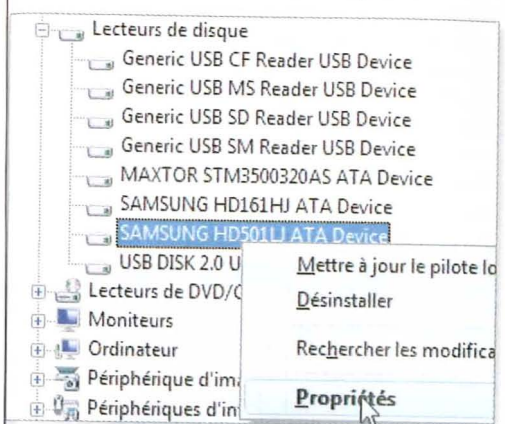 Lecteurs de disque
Generic USB CF Reader USB Device
Generic USB MS Reader USB Device
Generic USB SD Reader USB Device
Generic USB SM Reader USB Device
MAXTOR STM3500320AS ATA Device
SAMSUNG HD161HJ ATA Device
SAMSUNG HD501LJ ATA Device
USB DISK 2.0 U
Mettre à jour le pilote lo
Lecteurs de DVD/C
Désinstaller
Moniteurs
Ordinateur
Rechercher les modifica
Périphérique d'ima
Propriétés
Périphériques d'in